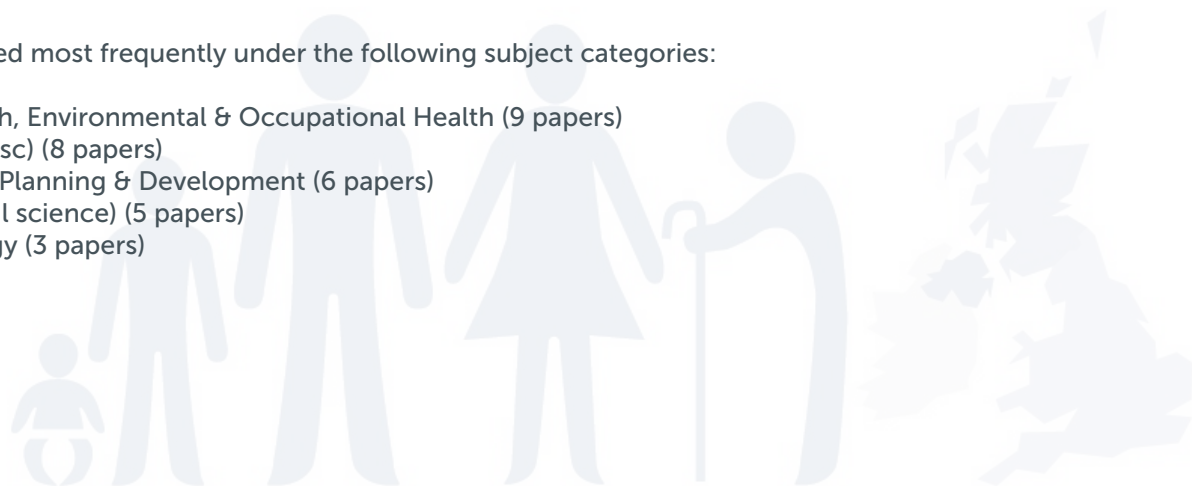 ed most frequently under the following subject categories:
h, Environmental & Occupational Health (9 papers)
sc) (8 papers)
Planning & Development (6 papers)
l science) (5 papers)
gy (3 papers)